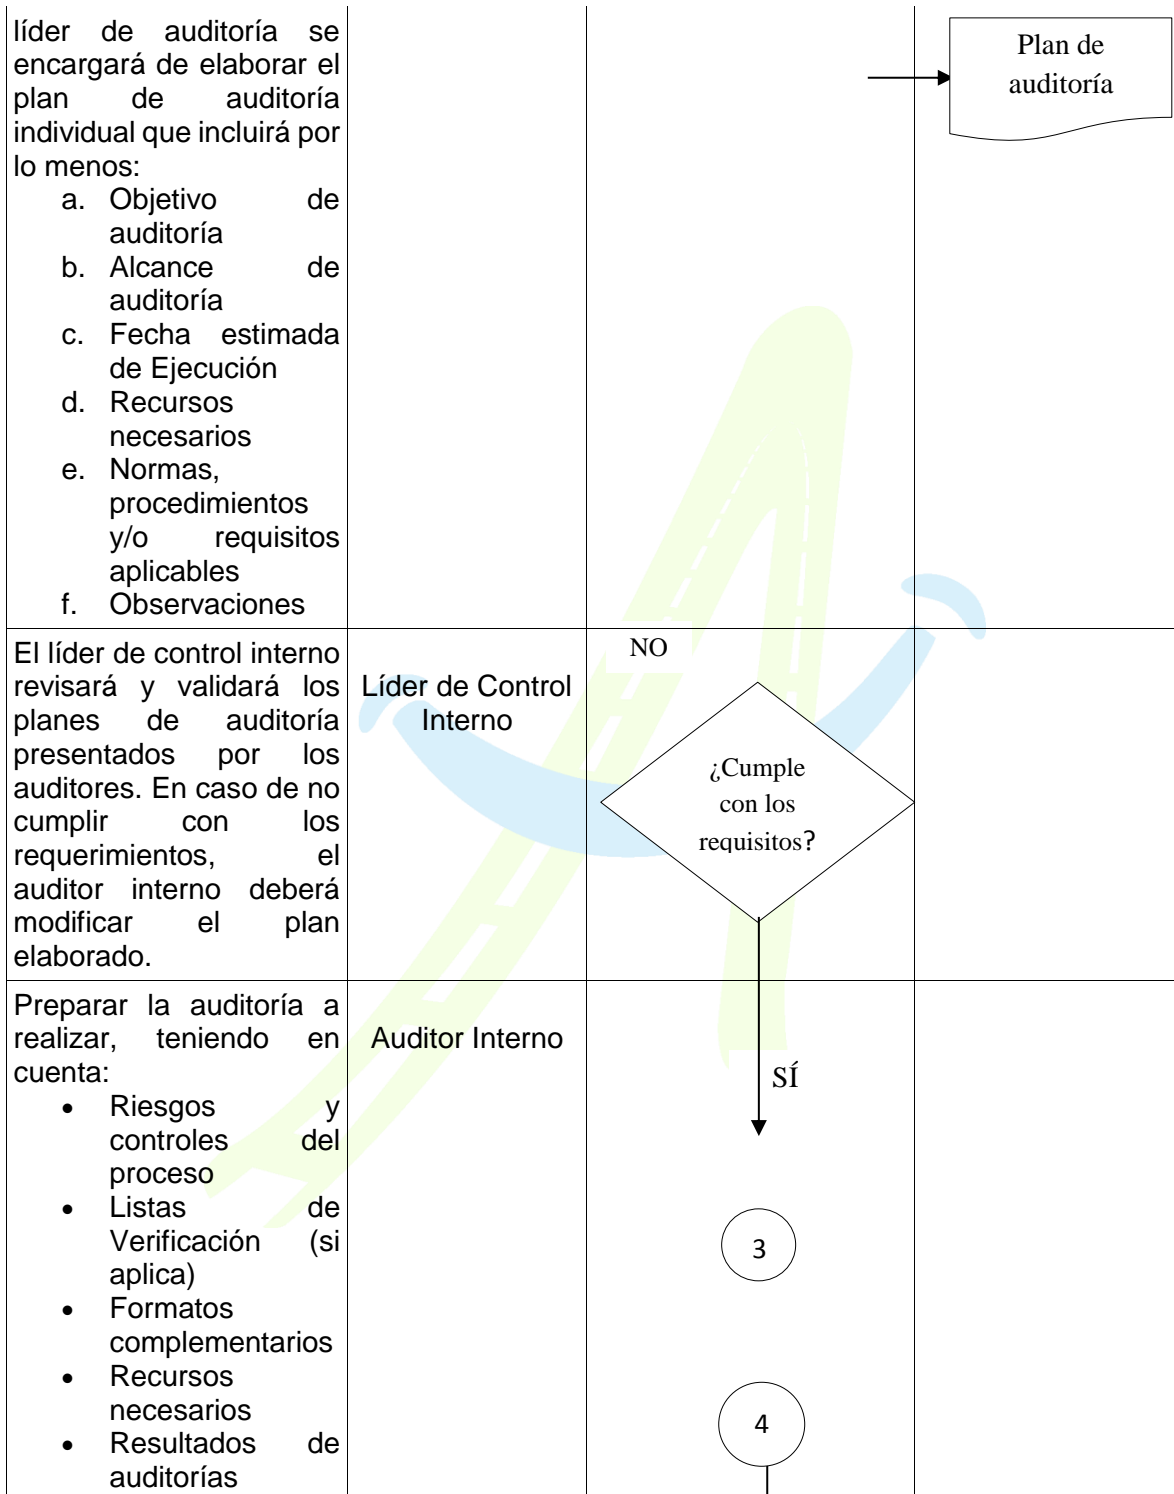 líder de auditoría se
encargará de elaborar el
plan de auditoría
individual que incluirá por
lo menos:
a. Objetivo de
auditoría
b. Alcance de
auditoría
c. Fecha estimada
de Ejecución
d. Recursos
necesarios
e. Normas,
procedimientos
y/o requisitos
aplicables
f. Observaciones
Plan de
auditoría
El líder de control interno
revisará y validará los
planes de auditoría
presentados por los
auditores. En caso de no
cumplir con los
requerimientos, el
auditor interno deberá
modificar el plan
elaborado.
Líder de Control
Interno
NO
¿Cumple
con los
requisitos?
Preparar la auditoría a
realizar, teniendo en
cuenta:
• Riesgos y
controles del
proceso
• Listas de
Verificación (si
aplica)
• Formatos
complementarios
• Recursos
necesarios
• Resultados de
auditorías
Auditor Interno
SÍ
3
4